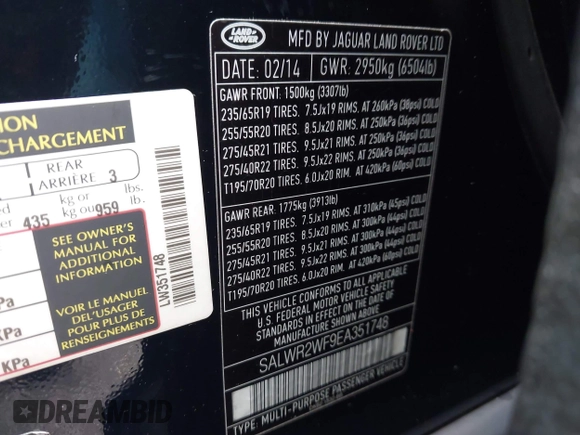 LAND
ROVER
MFD BY JAGUAR LAND ROVER LTD
DATE: 02/14 GWR: 2950kg (6504lb)
GAWR FRONT: 1500kg (3307lb)
235/65R19 TIRES. 7.5Jx19 RIMS. AT 260kPa (38psi) COLD
255/55R20 TIRES. 8.5Jx20 RIMS. AT 250kPa (36psi) COLD
275/45R21 TIRES. 9.5Jx21 RIMS. AT 250kPa (36psi) COLD
275/40R22 TIRES. 9.5Jx22 RIMS. AT 250kPa (36psi) COLD
T195/70R20 TIRES. 6.0Jx20 RIM. AT 420kPa (60psi) COLD
GAWR REAR: 1775kg (3913lb)
235/65R19 TIRES. 7.5Jx19 RIMS. AT 310kPa (45psi) COLD
255/55R20 TIRES. 8.5Jx20 RIMS. AT 300kPa (44psi) COLD
275/45R21 TIRES. 9.5Jx21 RIMS. AT 300kPa (44psi) COLD
275/40R22 TIRES. 9.5Jx22 RIMS. AT 300kPa (44psi) COLD
T195/70R20 TIRES. 6.0Jx20 RIM. AT 420kPa (60psi) COLD
THIS VEHICLE CONFORMS TO ALL APPLICABLE
U.S. FEDERAL MOTOR VEHICLE SAFETY AND
THEFT PREVENTION STANDARDS IN EFFECT ON
THE DATE OF MANUFACTURE SHOWN ABOVE
SALWR2WF9EA351748
TYPE: MULTI-PURPOSE PASSENGER VEHICLE
ION
CHARGEMENT
REAR
ARRIÈRE 3
435 kg or lbs.
kg ou 959 lb
SEE OWNER'S
MANUAL FOR
ADDITIONAL
INFORMATION
VOIR LE MANUEL
DE L'USAGER
POUR PLUS DE
RENSEIGNEMENTS
kPa
KPa
LW351748
DREAMBID